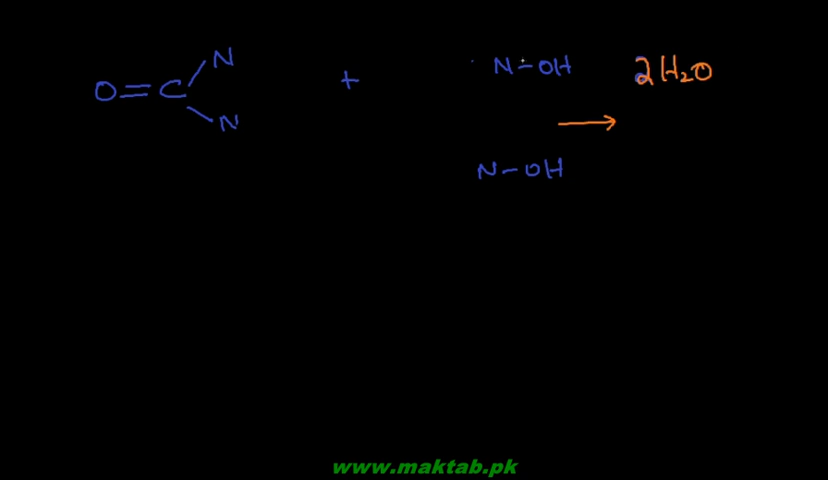 N
O=C + N-OH 2H₂O
N
→
N-OH
www.maktab.pk